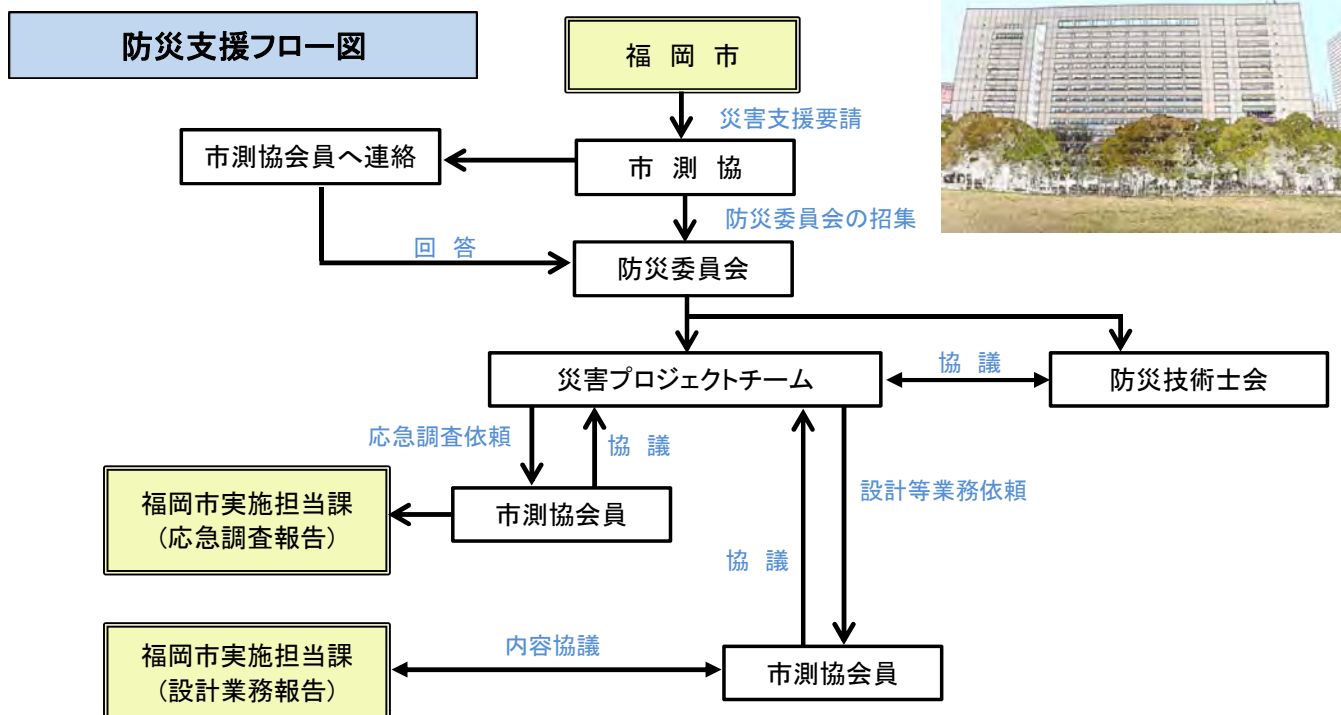 防災支援フロー図
福 岡 市
災害支援要請
市測協会員へ連絡
市 測 協
防災委員会の招集
回 答
防災委員会
災害プロジェクトチーム
協 議
防災技術士会
応急調査依頼
協 議
設計等業務依頼
福岡市実施担当課
（応急調査報告）
市測協会員
協 議
福岡市実施担当課
（設計業務報告）
内容協議
市測協会員